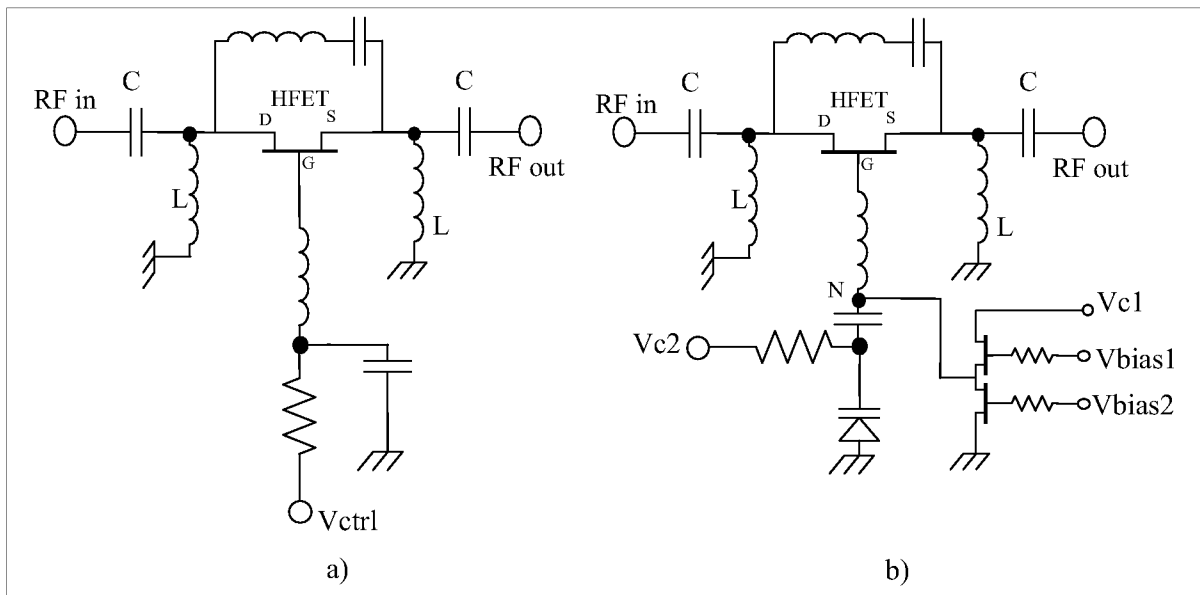 C
RF in
HFET
D
S
G
C
RF out
L
L
Vctrl
a)
C
RF in
HFET
D
S
G
C
RF out
L
L
N
Vc2
Vc1
Vbias1
Vbias2
b)